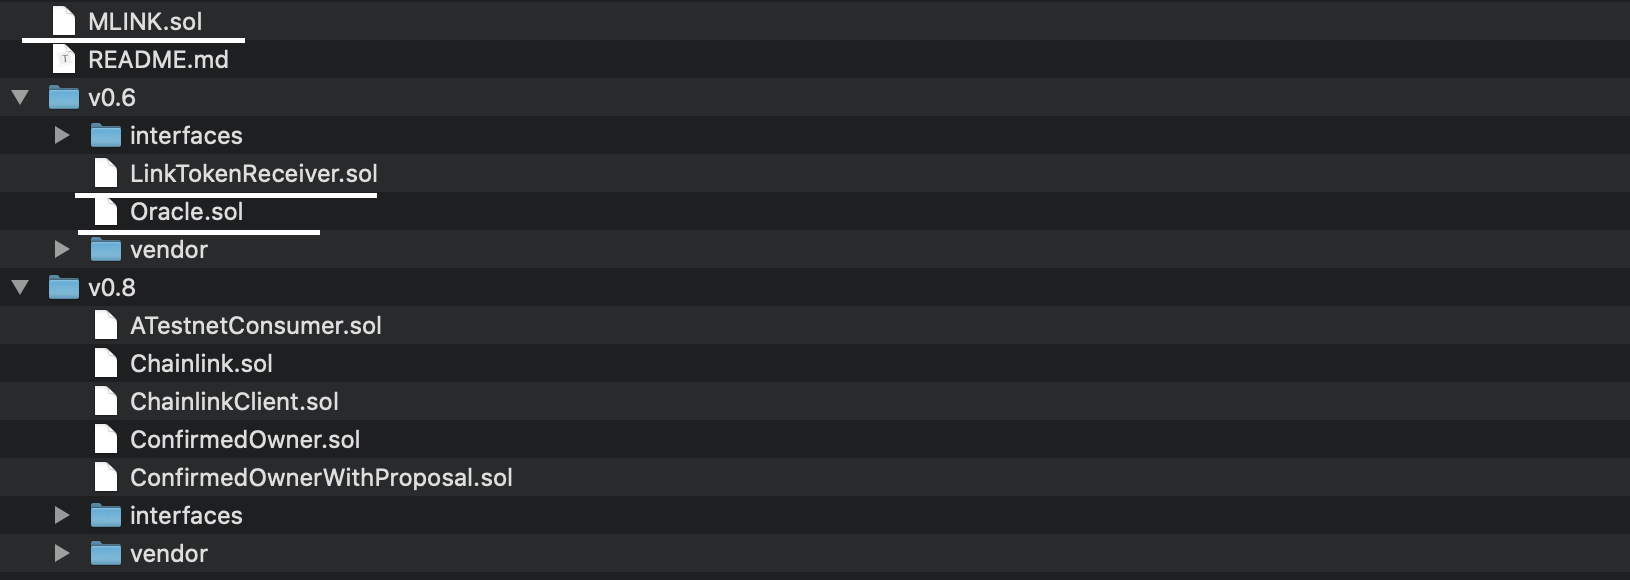 MLINK.sol
README.md
v0.6
interfaces
LinkTokenReceiver.sol
Oracle.sol
vendor
v0.8
ATestnetConsumer.sol
Chainlink.sol
ChainlinkClient.sol
ConfirmedOwner.sol
ConfirmedOwnerWithProposal.sol
interfaces
vendor